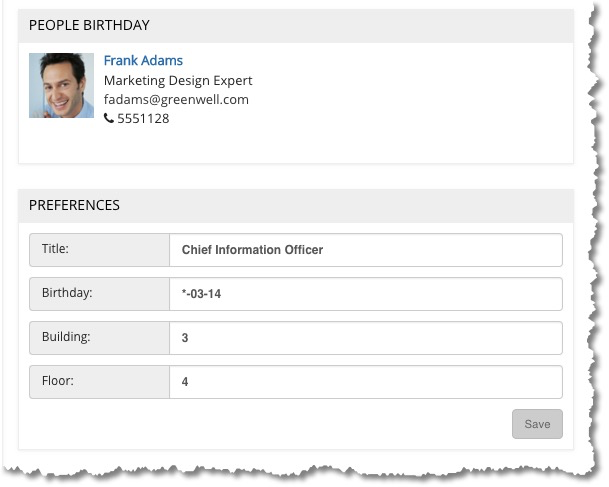 PEOPLE BIRTHDAY
Frank Adams
Marketing Design Expert
fadams@greenwell.com
5551128
PREFERENCES
Title: Chief Information Officer
Birthday: *-03-14
Building: 3
Floor: 4
Save